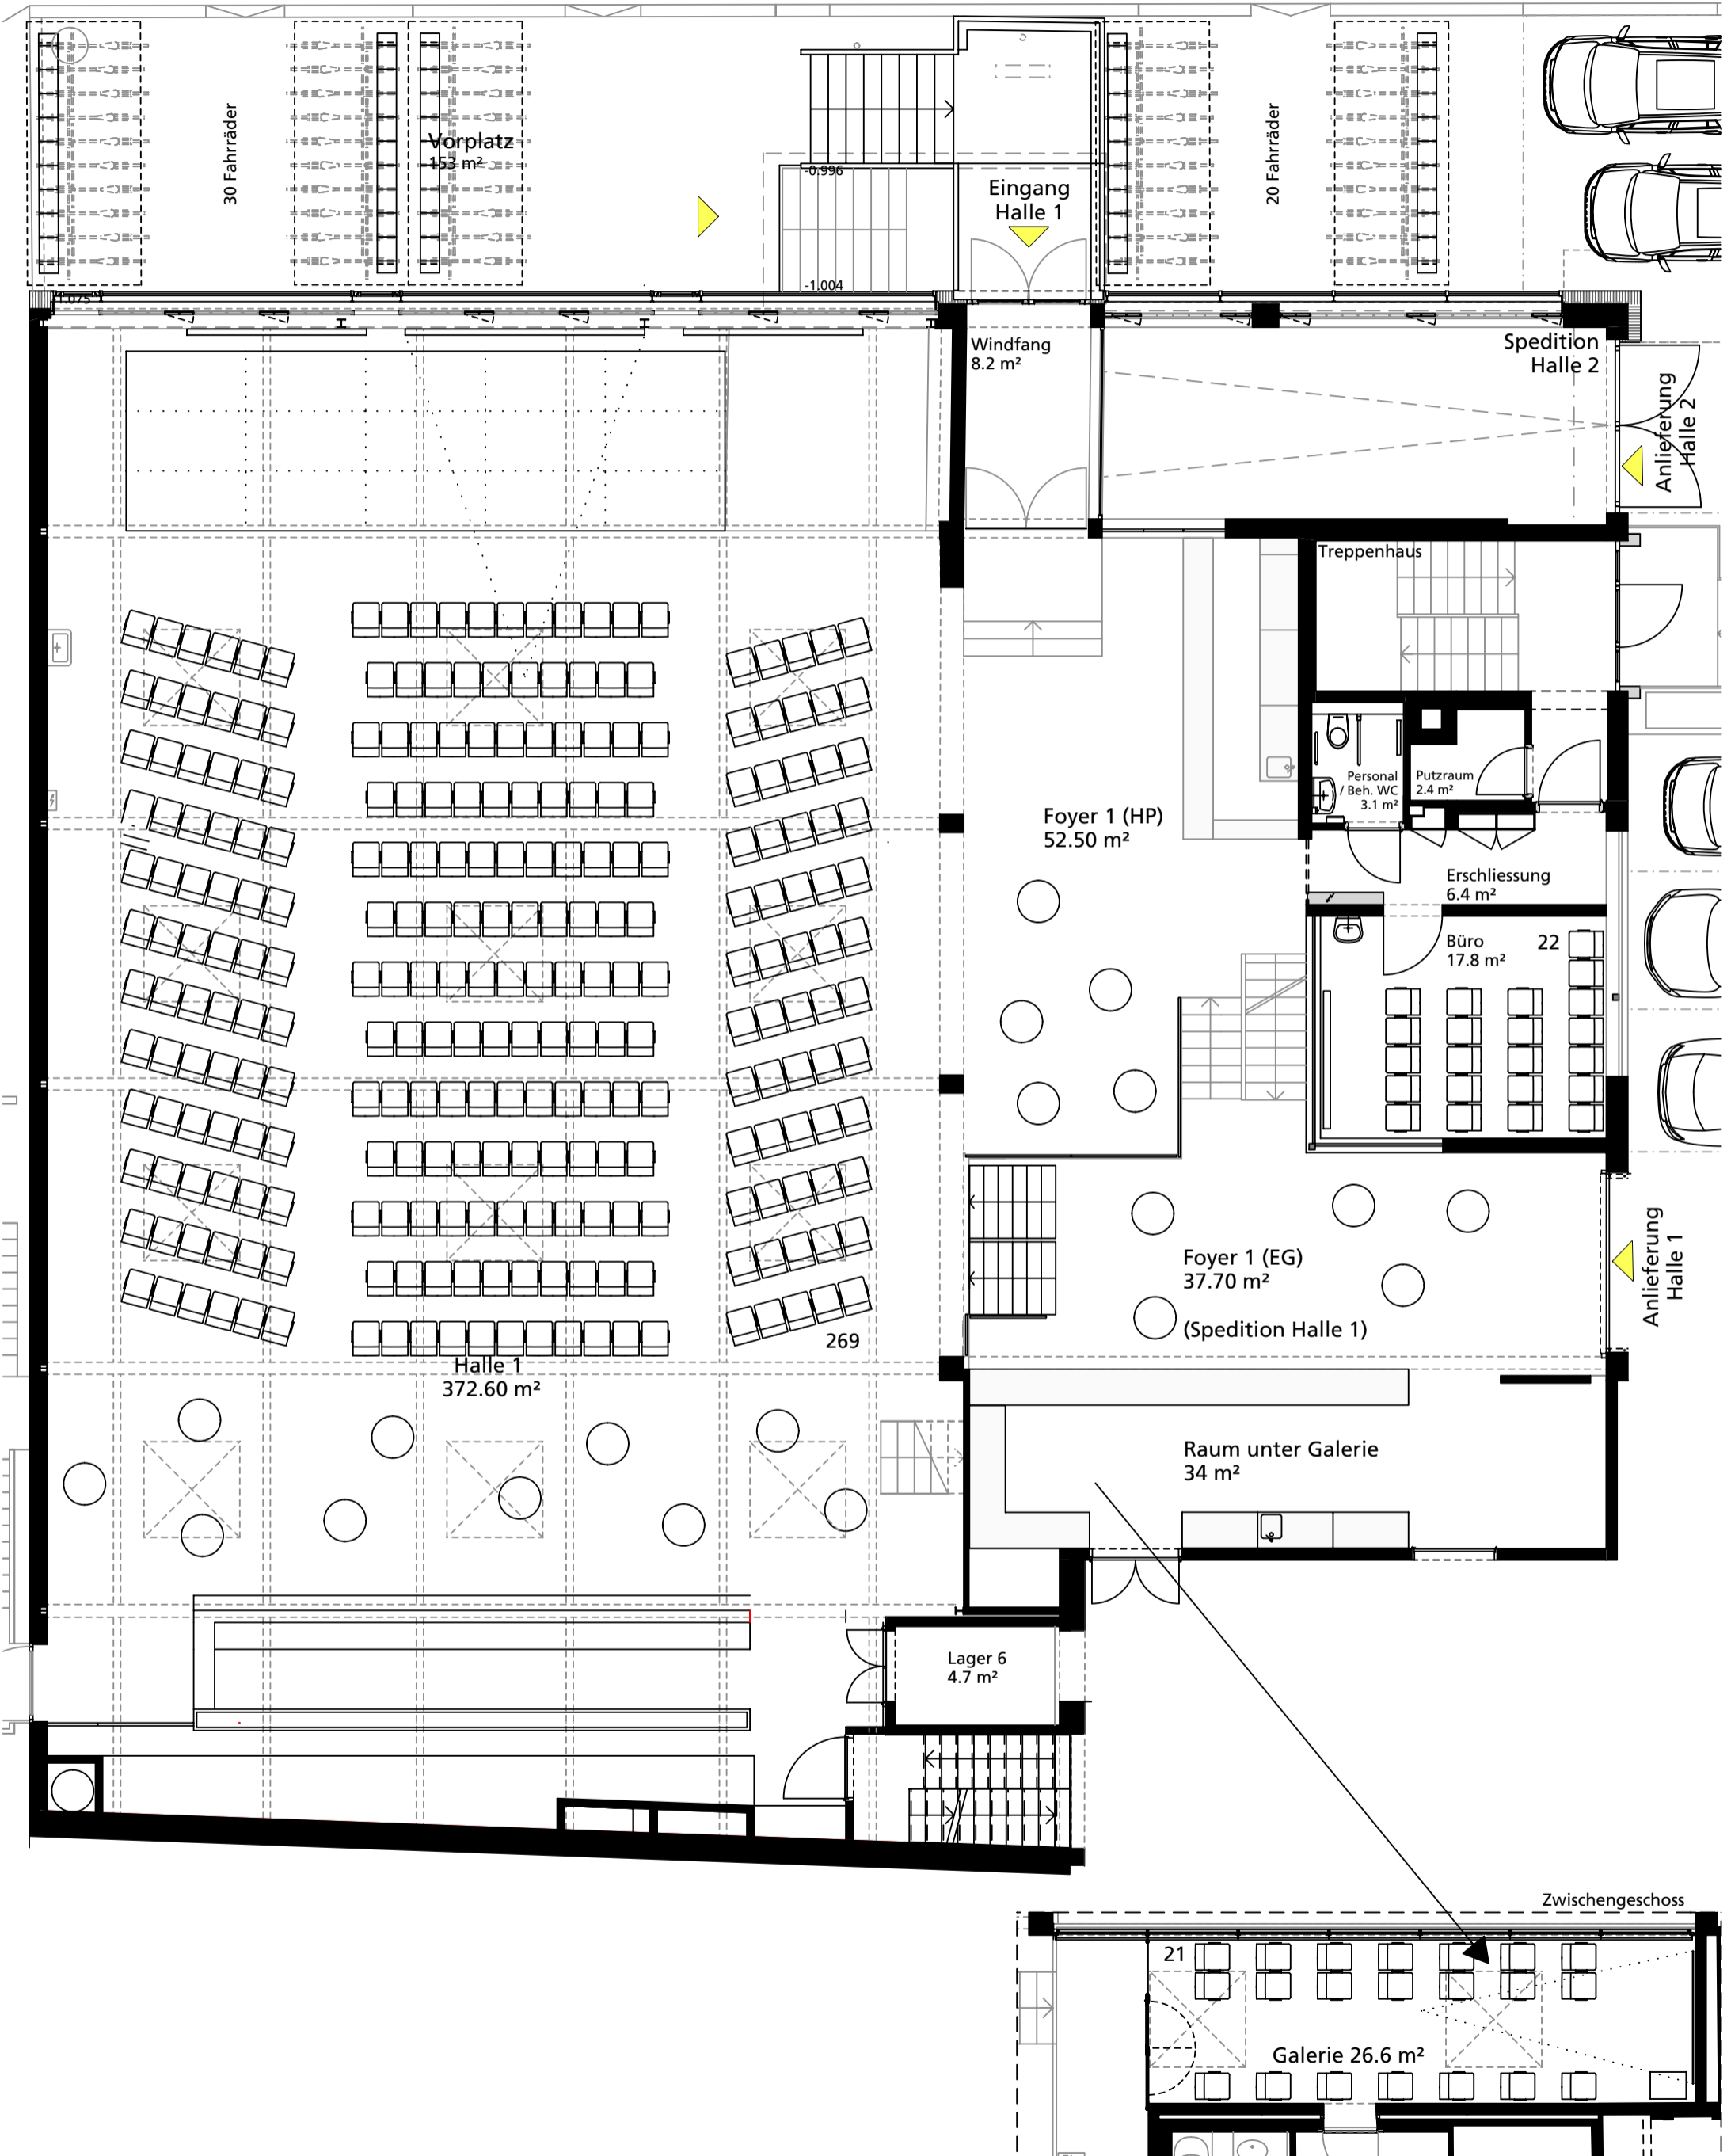 30 Fahrräder
Vorplatz
153 m²
-0.996
-1.004
Eingang
Halle 1
20 Fahrräder
1.075
Windfang
8.2 m²
Spedition
Halle 2
Anlieferung
Halle 2
Treppenhaus
Personal
/ Beh. WC
3.1 m²
Putzraum
2.4 m²
Foyer 1 (HP)
52.50 m²
Erschliessung
6.4 m²
Büro
17.8 m²
22
Foyer 1 (EG)
37.70 m²
(Spedition Halle 1)
Anlieferung
Halle 1
269
Halle 1
372.60 m²
Raum unter Galerie
34 m²
Lager 6
4.7 m²
Zwischengeschoss
21
Galerie 26.6 m²